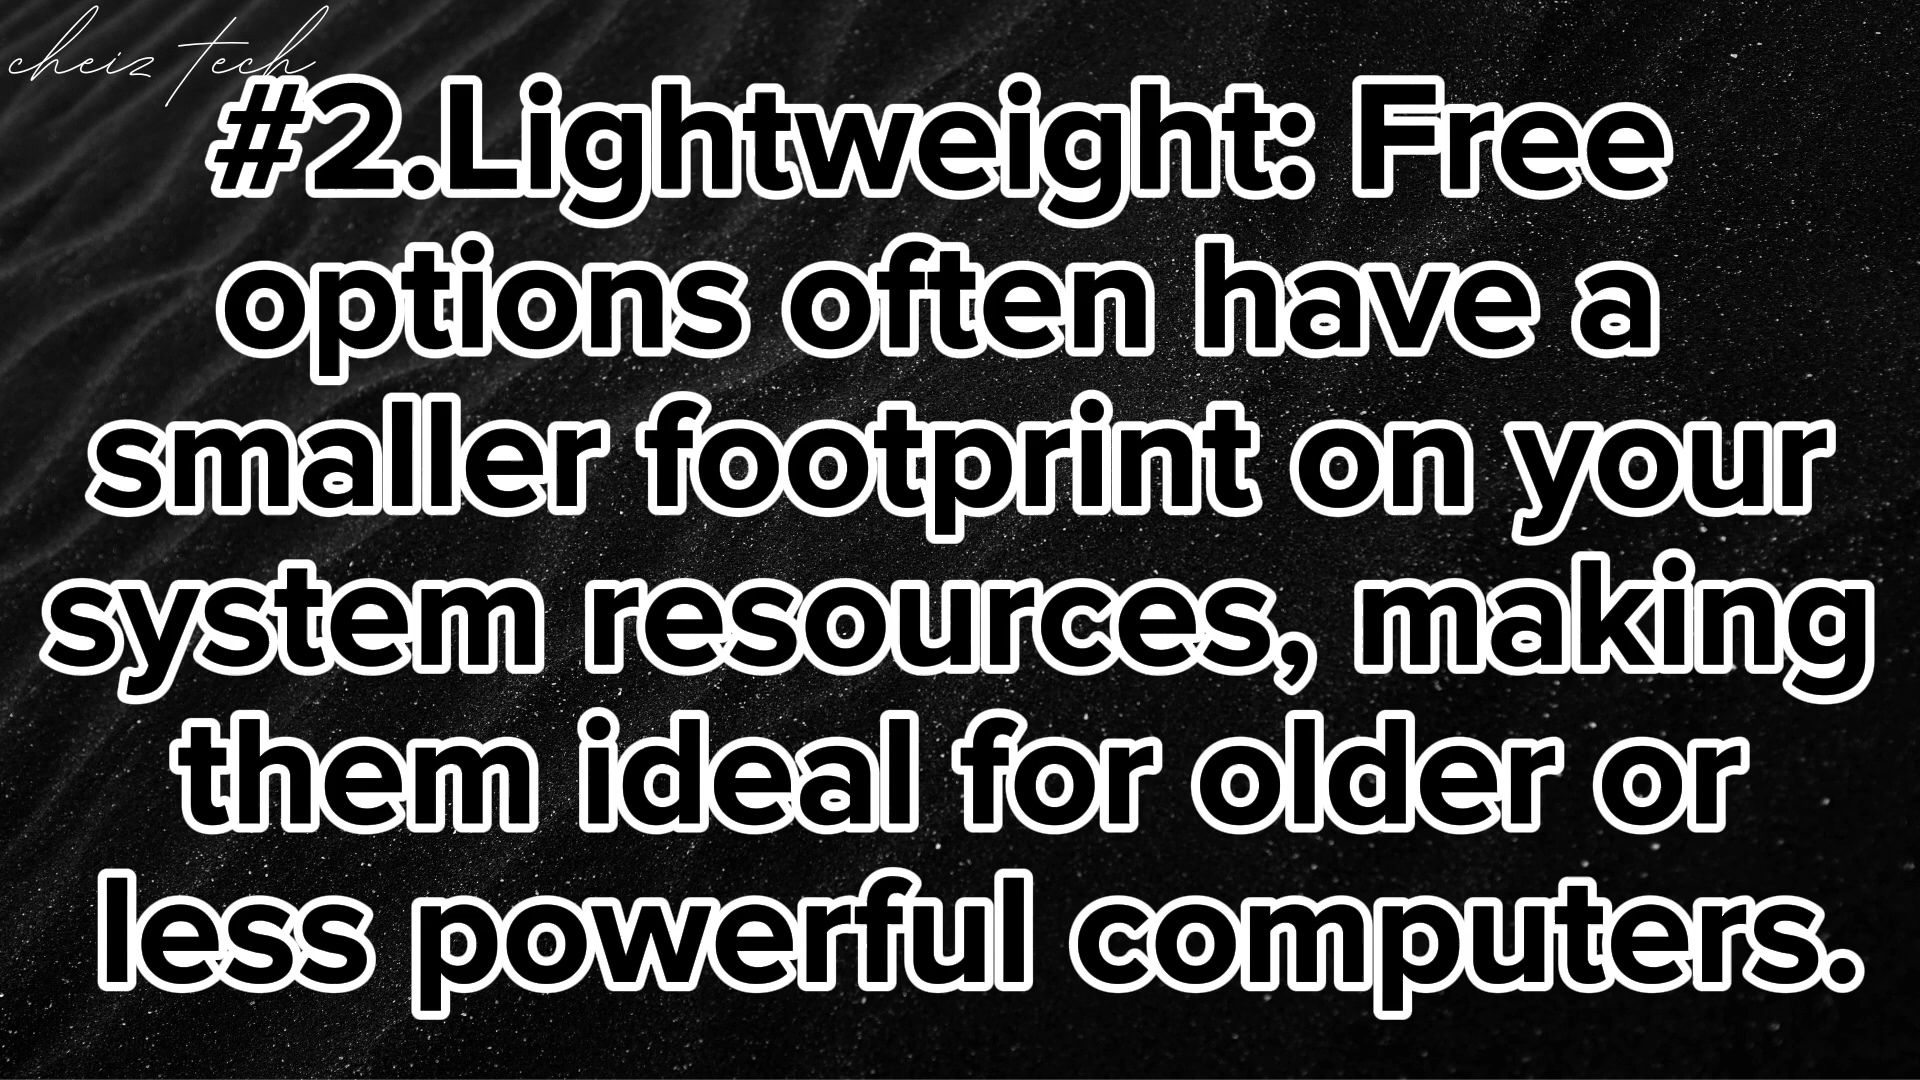 cheiz tech
#2.Lightweight: Free
options often have a
smaller footprint on your
system resources, making
them ideal for older or
less powerful computers.